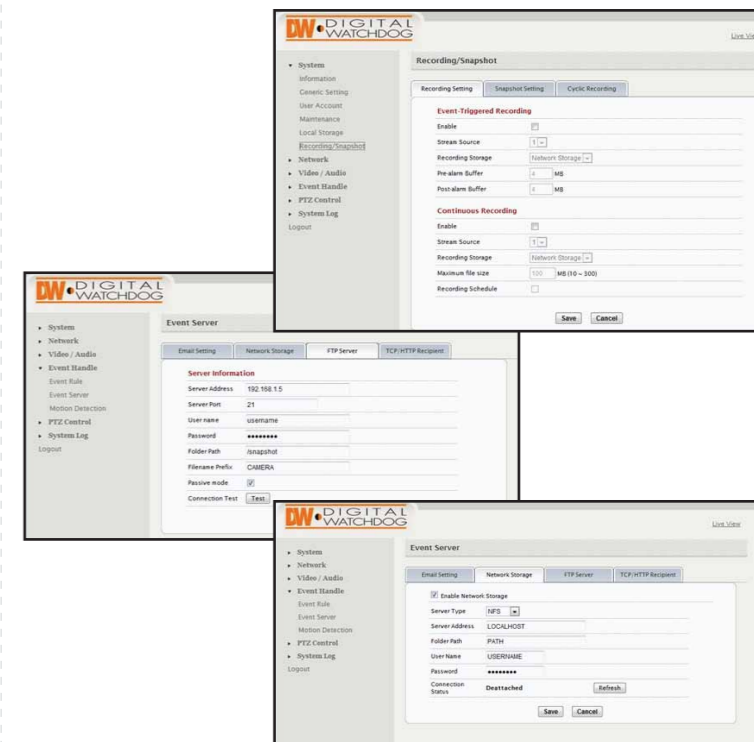 DW DIGITAL WATCHDOG
Live Vie
System
Information
Generic Setting
User Account
Maintenance
Local Storage
Recording/Snapshot
Network
Video / Audio
Event Handle
PTZ Control
System Log
Logout
Recording/Snapshot
Recording Setting Snapshot Setting Cyclic Recording
Event-Triggered Recording
Enable
Stream Source 1
Recording Storage Network Storage
Pre-alarm Buffer 4 MB
Post-alarm Buffer 4 MB
Continuous Recording
Enable
Stream Source 1
Recording Storage Network Storage
Maximum file size 100 MB (10 ~ 300)
Recording Schedule
Save Cancel
DW DIGITAL WATCHDOG
System
Network
Video / Audio
Event Handle
Event Rule
Event Server
Motion Detection
PTZ Control
System Log
Logout
Event Server
Email Setting Network Storage FTP Server TCP/HTTP Recipient
Server Information
Server Address 192.168.1.5
Server Port 21
User name username
Password ••••••••
Folder Path /snapshot
Filename Prefix CAMERA
Passive mode
Connection Test Test
DW DIGITAL WATCHDOG
Live View
System
Network
Video / Audio
Event Handle
Event Rule
Event Server
Motion Detection
PTZ Control
System Log
Logout
Event Server
Email Setting Network Storage FTP Server TCP/HTTP Recipient
Enable Network Storage
Server Type NFS
Server Address LOCALHOST
Folder Path PATH
User Name USERNAME
Password ••••••••
Connection Status Deattached Refresh
Save Cancel